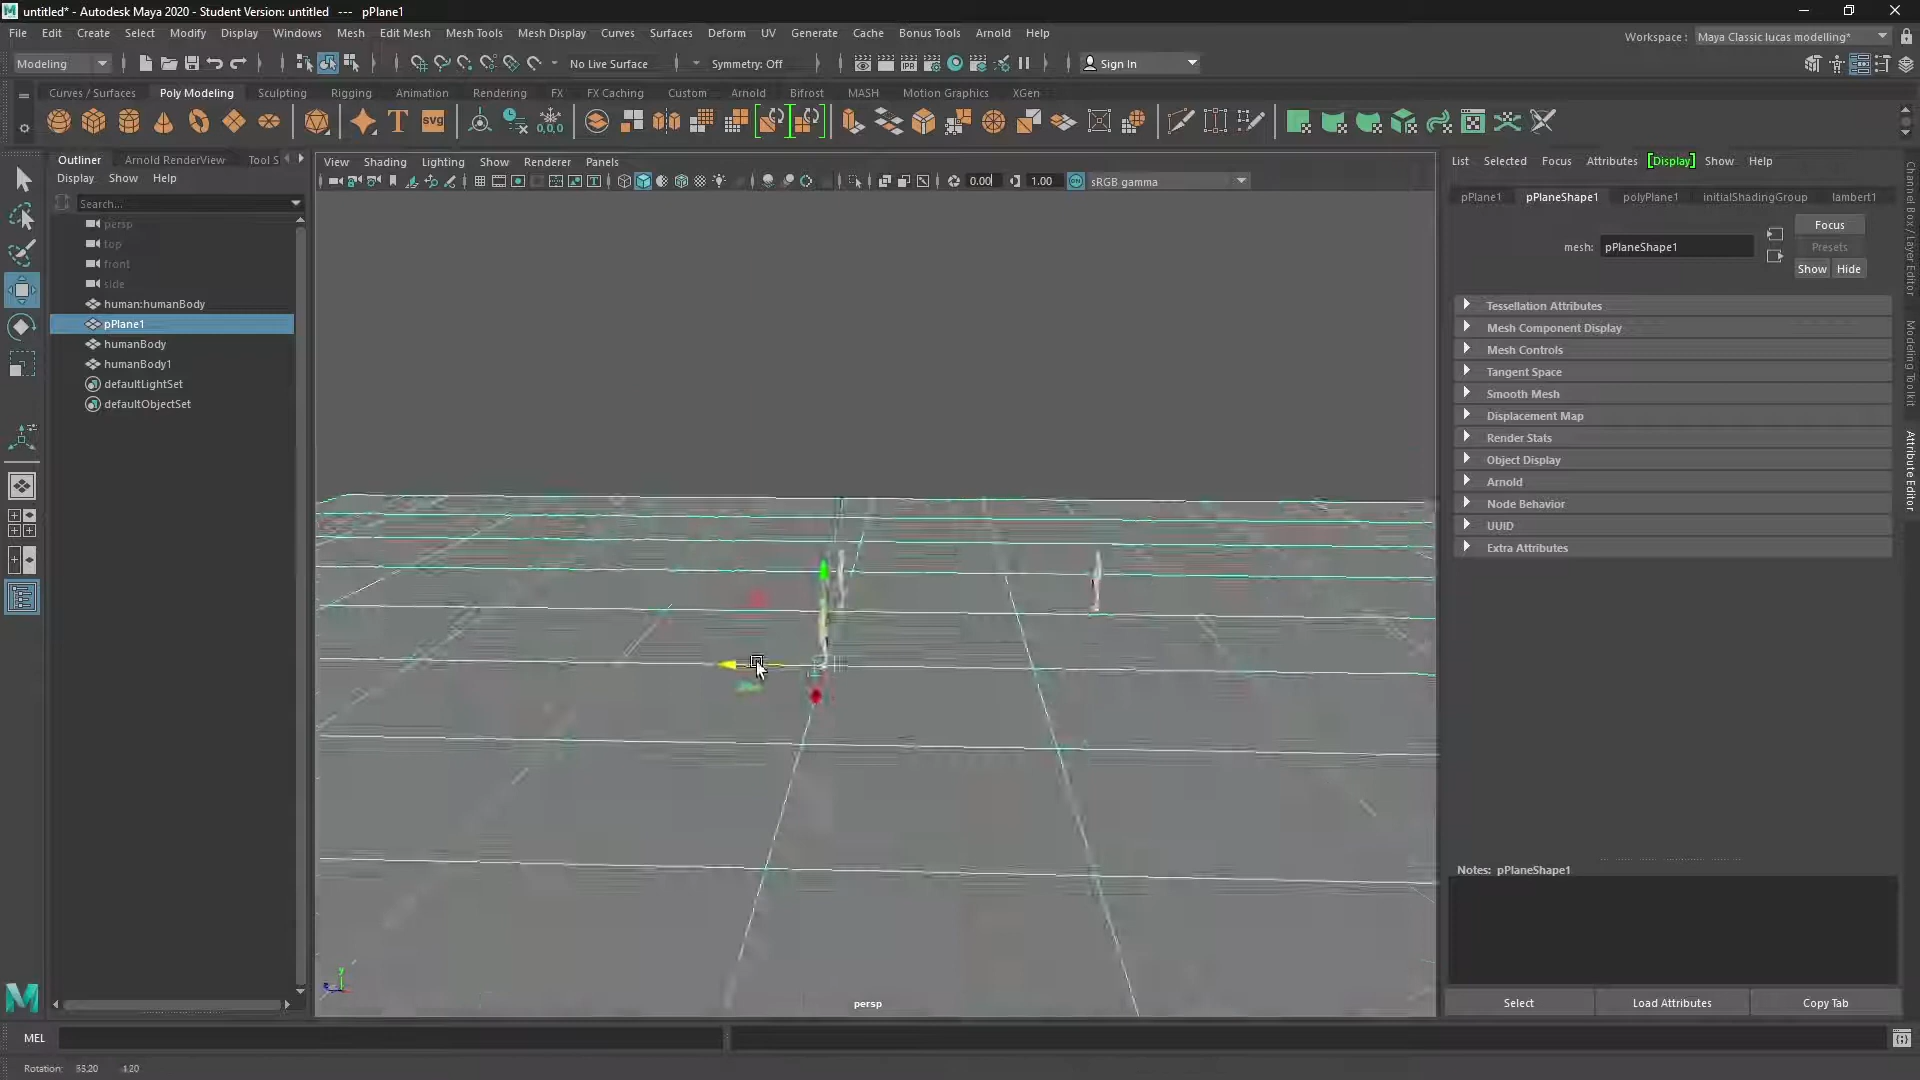 untitled* - Autodesk Maya 2020 - Student Version: untitled --- pPlane1
File Edit Create Select Modify Display Windows Mesh Edit Mesh Mesh Tools Mesh Display Curves Surfaces Deform UV Generate Cache Bonus Tools Arnold Help
Workspace : Maya Classic lucas modelling*
Modeling No Live Surface Symmetry: Off Sign In
Curves / Surfaces Poly Modeling Sculpting Rigging Animation Rendering FX FX Caching Custom Arnold Bifrost MASH Motion Graphics XGen
SVG 0,0,0
Outliner Arnold RenderView Tool S
Display Show Help
Search...
persp
top
front
side
human:humanBody
pPlane1
humanBody
humanBody1
defaultLightSet
defaultObjectSet
View Shading Lighting Show Renderer Panels
0.00 1.00 sRGB gamma
y
persp
List Selected Focus Attributes [Display] Show Help
pPlane1 pPlaneShape1 polyPlane1 initialShadingGroup lambert1
Focus
mesh: pPlaneShape1
Presets
Show Hide
Tessellation Attributes
Mesh Component Display
Mesh Controls
Tangent Space
Smooth Mesh
Displacement Map
Render Stats
Object Display
Arnold
Node Behavior
UUID
Extra Attributes
Notes: pPlaneShape1
Select Load Attributes Copy Tab
Channel Box / Layer Editor
Modeling Toolkit
Attribute Editor
MEL
Rotation: